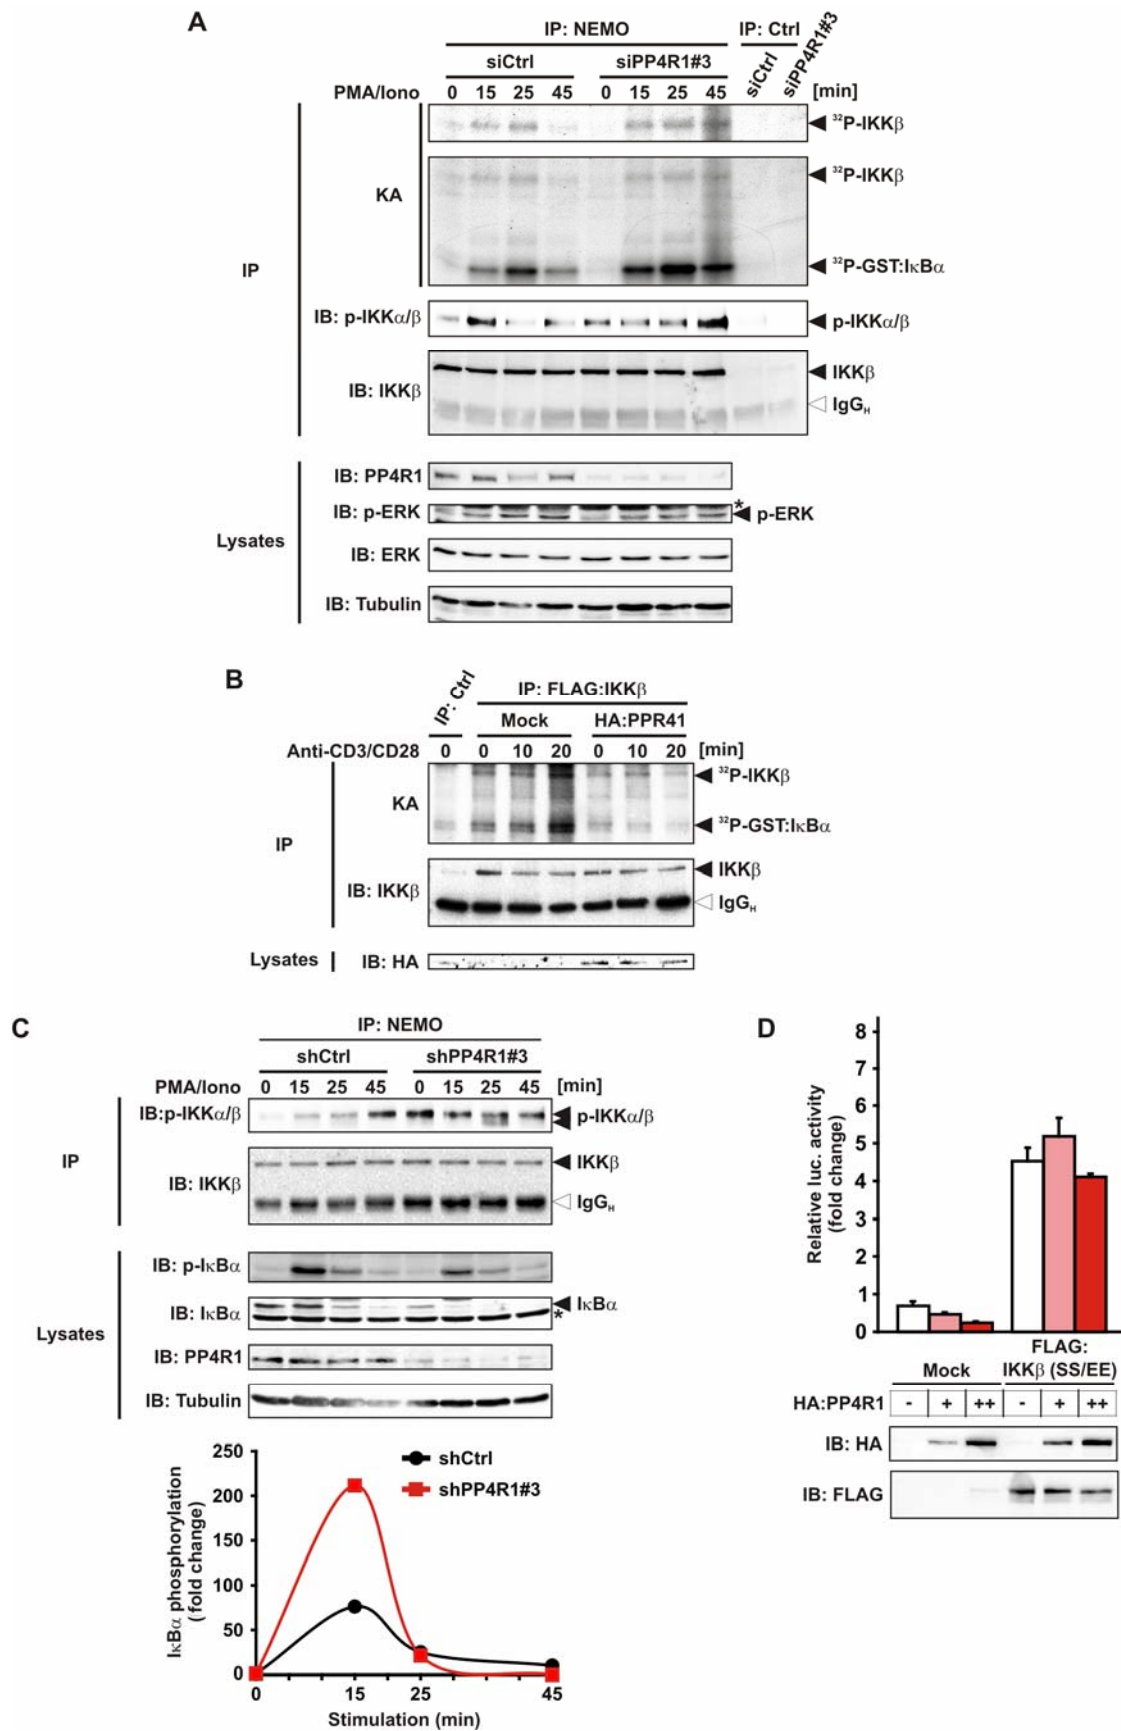 A
IP: NEMO IP: Ctrl
siCtrl siPP4R1#3 siCtrl siPP4R1#3
PMA/Iono 0 15 25 45 0 15 25 45 [min]
³²P-IKKβ
³²P-IKKβ
KA
IP
³²P-GST:IκBα
IB: p-IKKα/β p-IKKα/β
IKKβ
IB: IKKβ
IgG_H
IB: PP4R1
*
IB: p-ERK p-ERK
Lysates
IB: ERK
IB: Tubulin
B
IP: Ctrl IP: FLAG:IKKβ
Mock HA:PPR41
Anti-CD3/CD28 0 0 10 20 0 10 20 [min]
³²P-IKKβ
KA
³²P-GST:IκBα
IP
IKKβ
IB: IKKβ
IgG_H
Lysates IB: HA
C
IP: NEMO
shCtrl shPP4R1#3
PMA/Iono 0 15 25 45 0 15 25 45 [min]
IB:p-IKKα/β p-IKKα/β
IP
IKKβ
IB: IKKβ
IgG_H
IB: p-IκBα
IB: IκBα IκBα
*
Lysates
IB: PP4R1
IB: Tubulin
250
200
150
100
50
0
IκBα phosphorylation
(fold change)
shCtrl
shPP4R1#3
0 15 25 45
Stimulation (min)
D
8
7
6
5
4
3
2
1
0
Relative luc. activity
(fold change)
Mock FLAG:
IKKβ (SS/EE)
HA:PP4R1 - + ++ - + ++
IB: HA
IB: FLAG